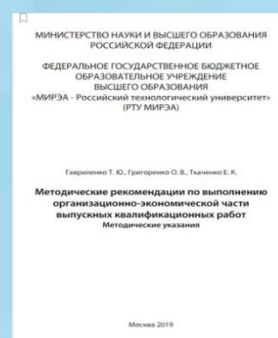 МИНИСТЕРСТВО НАУКИ И ВЫСШЕГО ОБРАЗОВАНИЯ
РОССИЙСКОЙ ФЕДЕРАЦИИ
ФЕДЕРАЛЬНОЕ ГОСУДАРСТВЕННОЕ БЮДЖЕТНОЕ
ОБРАЗОВАТЕЛЬНОЕ УЧРЕЖДЕНИЕ
ВЫСШЕГО ОБРАЗОВАНИЯ
«МИРЭА - Российский технологический университет»
(РТУ МИРЭА)
Гавриленко Т. Ю., Григоренко О. В., Ткаченко Е. К.
Методические рекомендации по выполнению
организационно-экономической части
выпускных квалификационных работ
Методические указания
Москва 2019